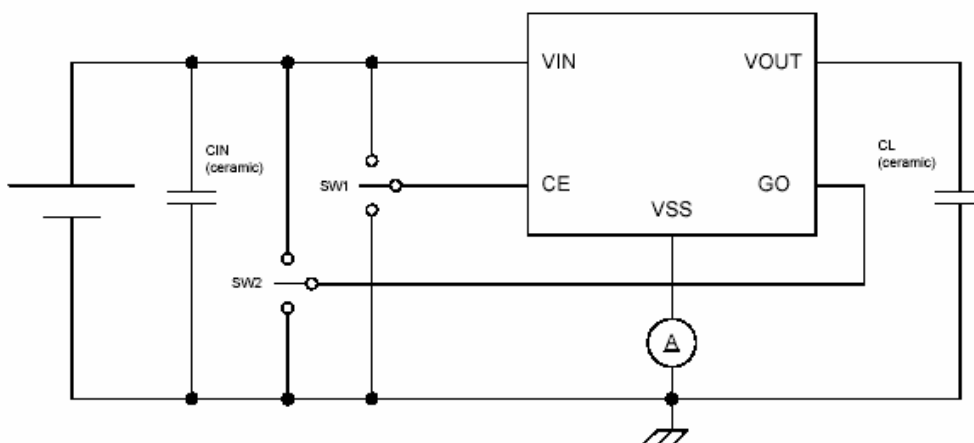 VIN
VOUT
CIN
(ceramic)
CL
(ceramic)
SW1
CE
GO
VSS
SW2
A